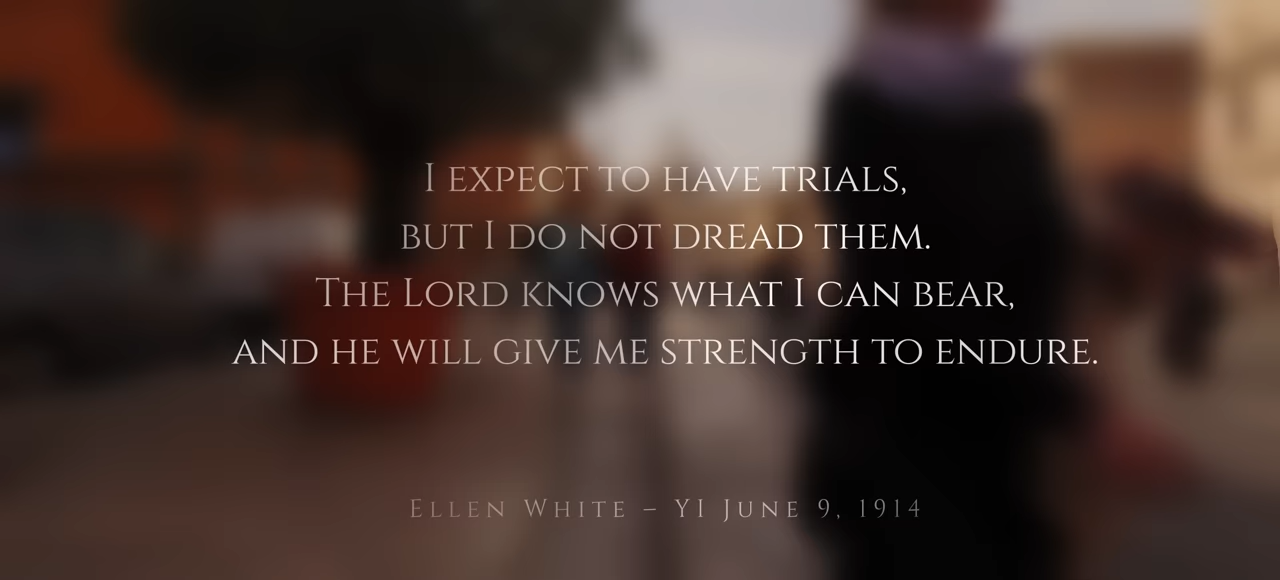 I EXPECT TO HAVE TRIALS,
BUT I DO NOT DREAD THEM.
THE LORD KNOWS WHAT I CAN BEAR,
AND HE WILL GIVE ME STRENGTH TO ENDURE.
ELLEN WHITE – YI JUNE 9, 1914